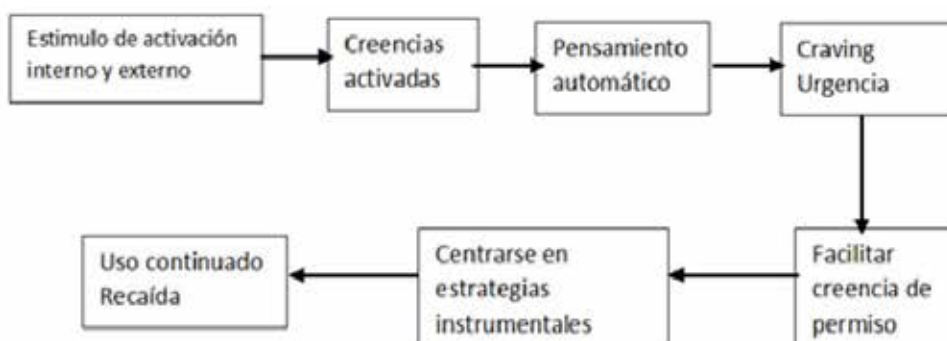 Estimulo de activación
interno y externo
Creencias
activadas
Pensamiento
automático
Craving
Urgencia
Facilitar
creencia de
permiso
Centrarse en
estrategias
instrumentales
Uso continuado
Recaída